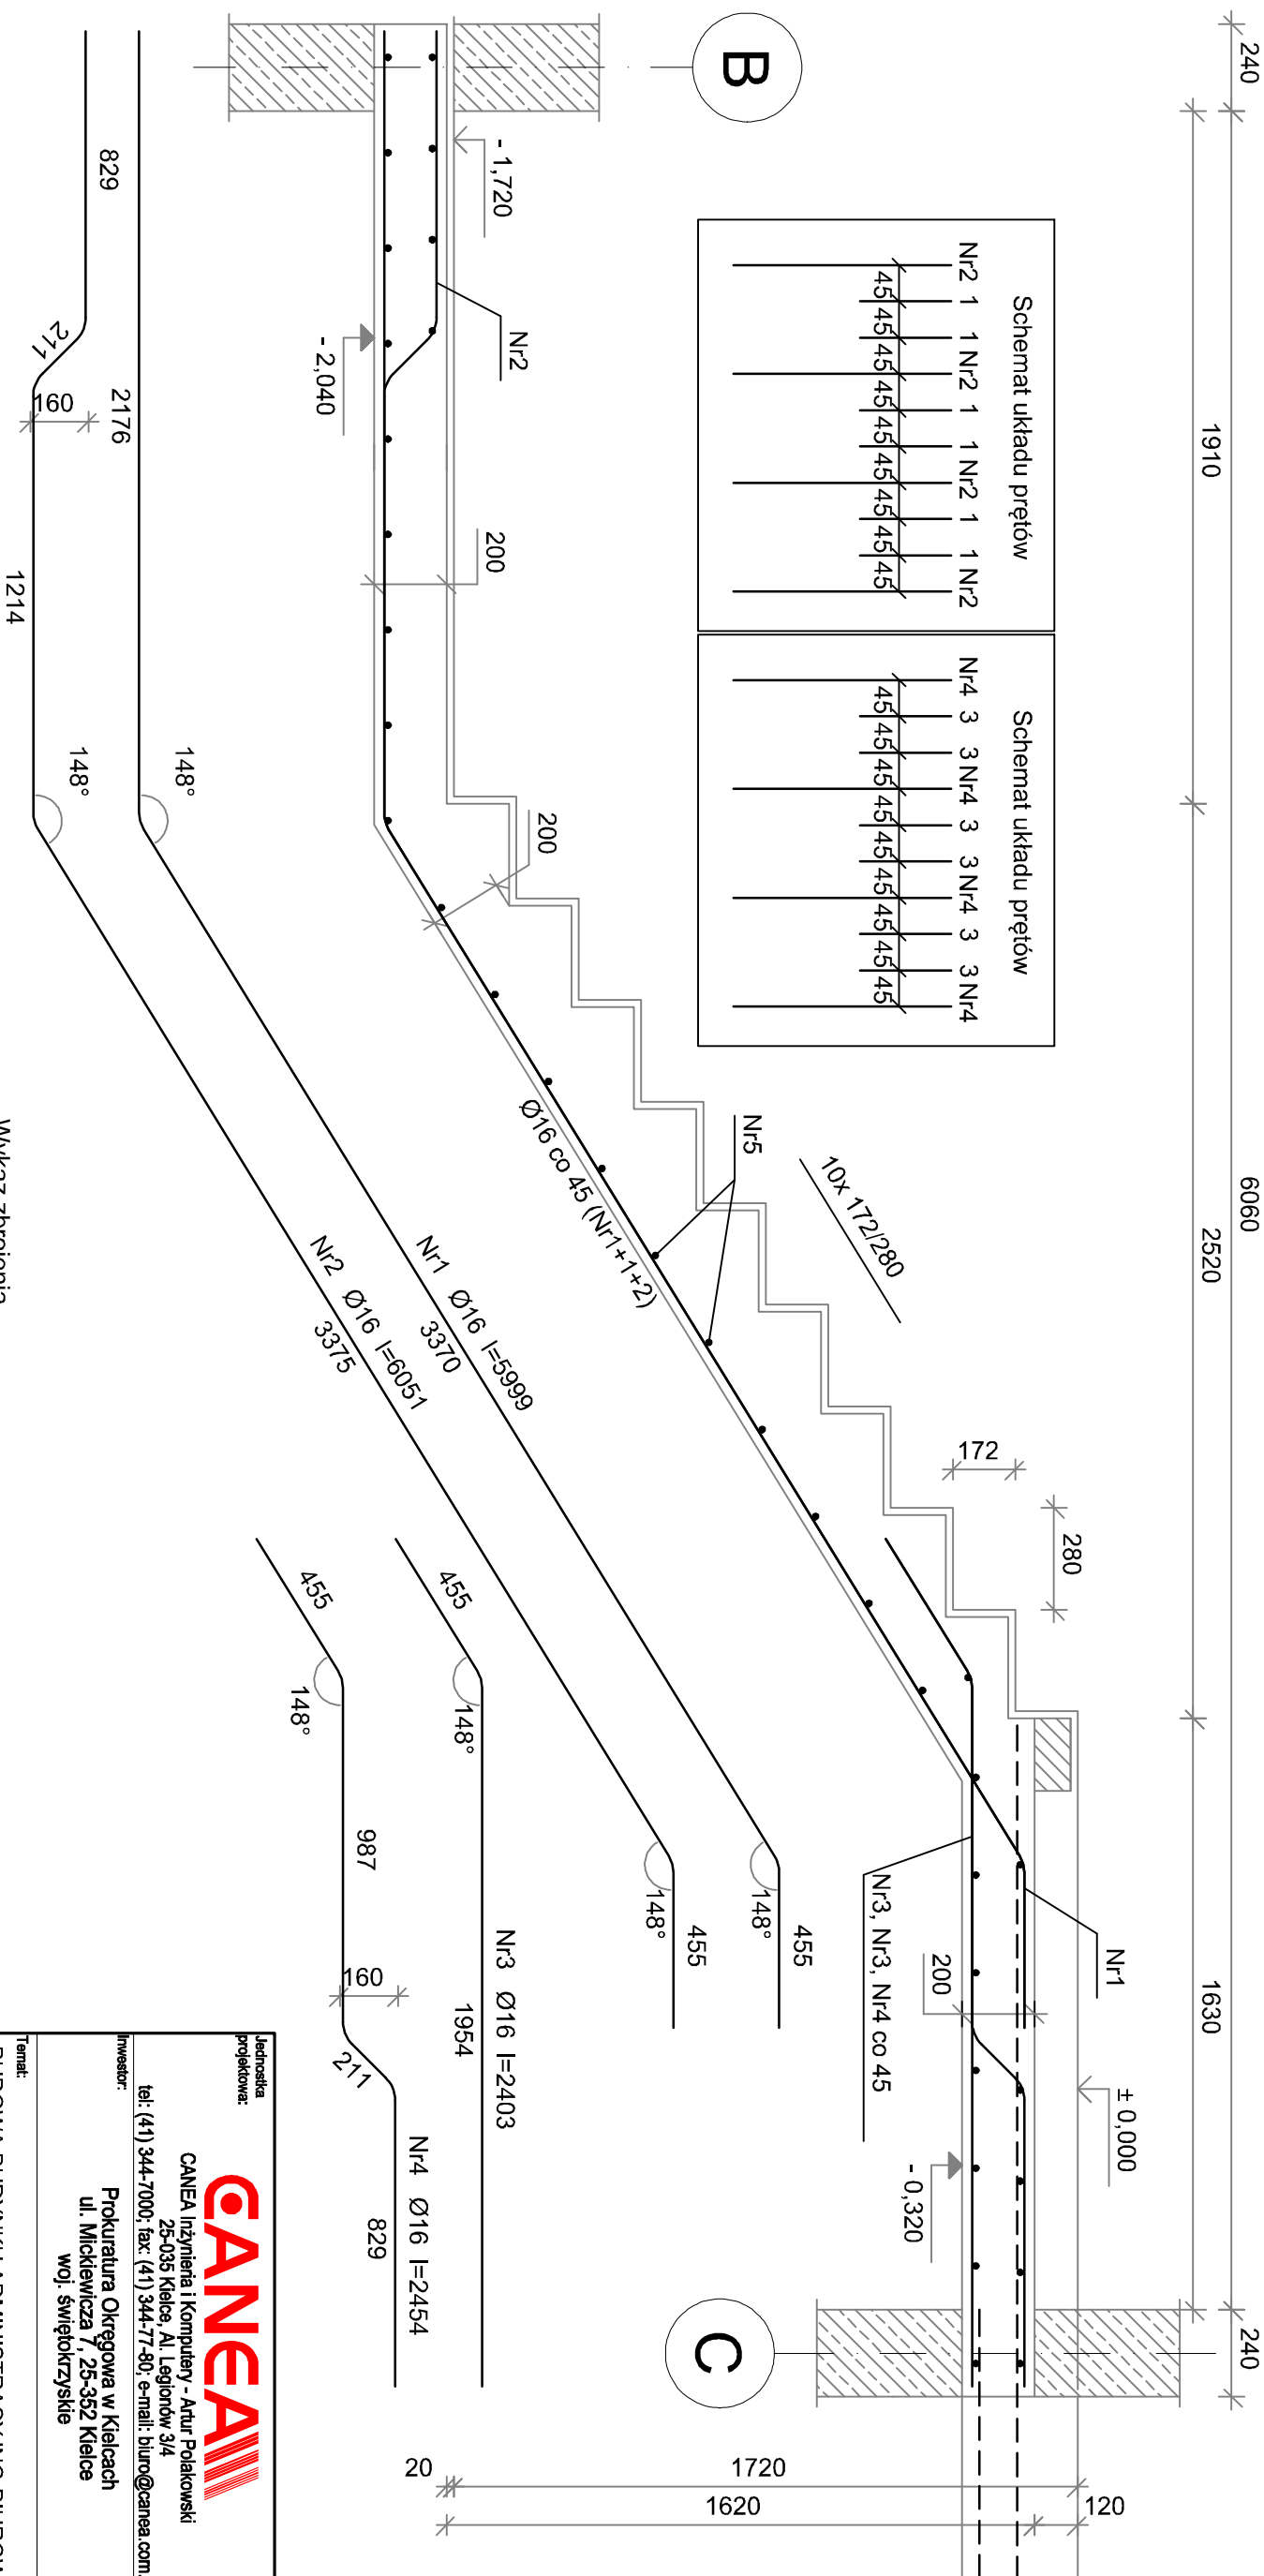 240
6060
240
1910
2520
1630
B
Schemat układu prętów
Nr2 1 1 Nr2 1 1 Nr2 1 1 Nr2
45 45 45 45 45 45 45 45 45
Schemat układu prętów
Nr4 3 3 Nr4 3 3 Nr4 3 3 Nr4
45 45 45 45 45 45 45 45 45
280
172
10x 172/280
Nr5
Ø16 co 45 (Nr1+1+2)
± 0,000
Nr1
200
Nr3, Nr3, Nr4 co 45
- 0,320
C
- 1,720
Nr2
- 2,040
200
200
1720
20
1620
120
829
2176
211
160
1214
148°
148°
Nr1 Ø16 l=5999
3370
Nr2 Ø16 l=6051
3375
148°
455
148°
455
455
148°
Nr3 Ø16 l=2403
1954
455
148°
987
160
211
Nr4 Ø16 l=2454
829
Wykaz zbrojenia
Jednostka
projektowa:
CANEA
CANEA Inżynieria i Komputery - Artur Polakowski
25-035 Kielce, Al. Legionów 3/4
tel: (41) 344-7000; fax: (41) 344-77-80; e-mail: biuro@canea.com.
Inwestor:
Prokuratura Okręgowa w Kielcach
ul. Mickiewicza 7, 25-352 Kielce
woj. świętokrzyskie
Temat: